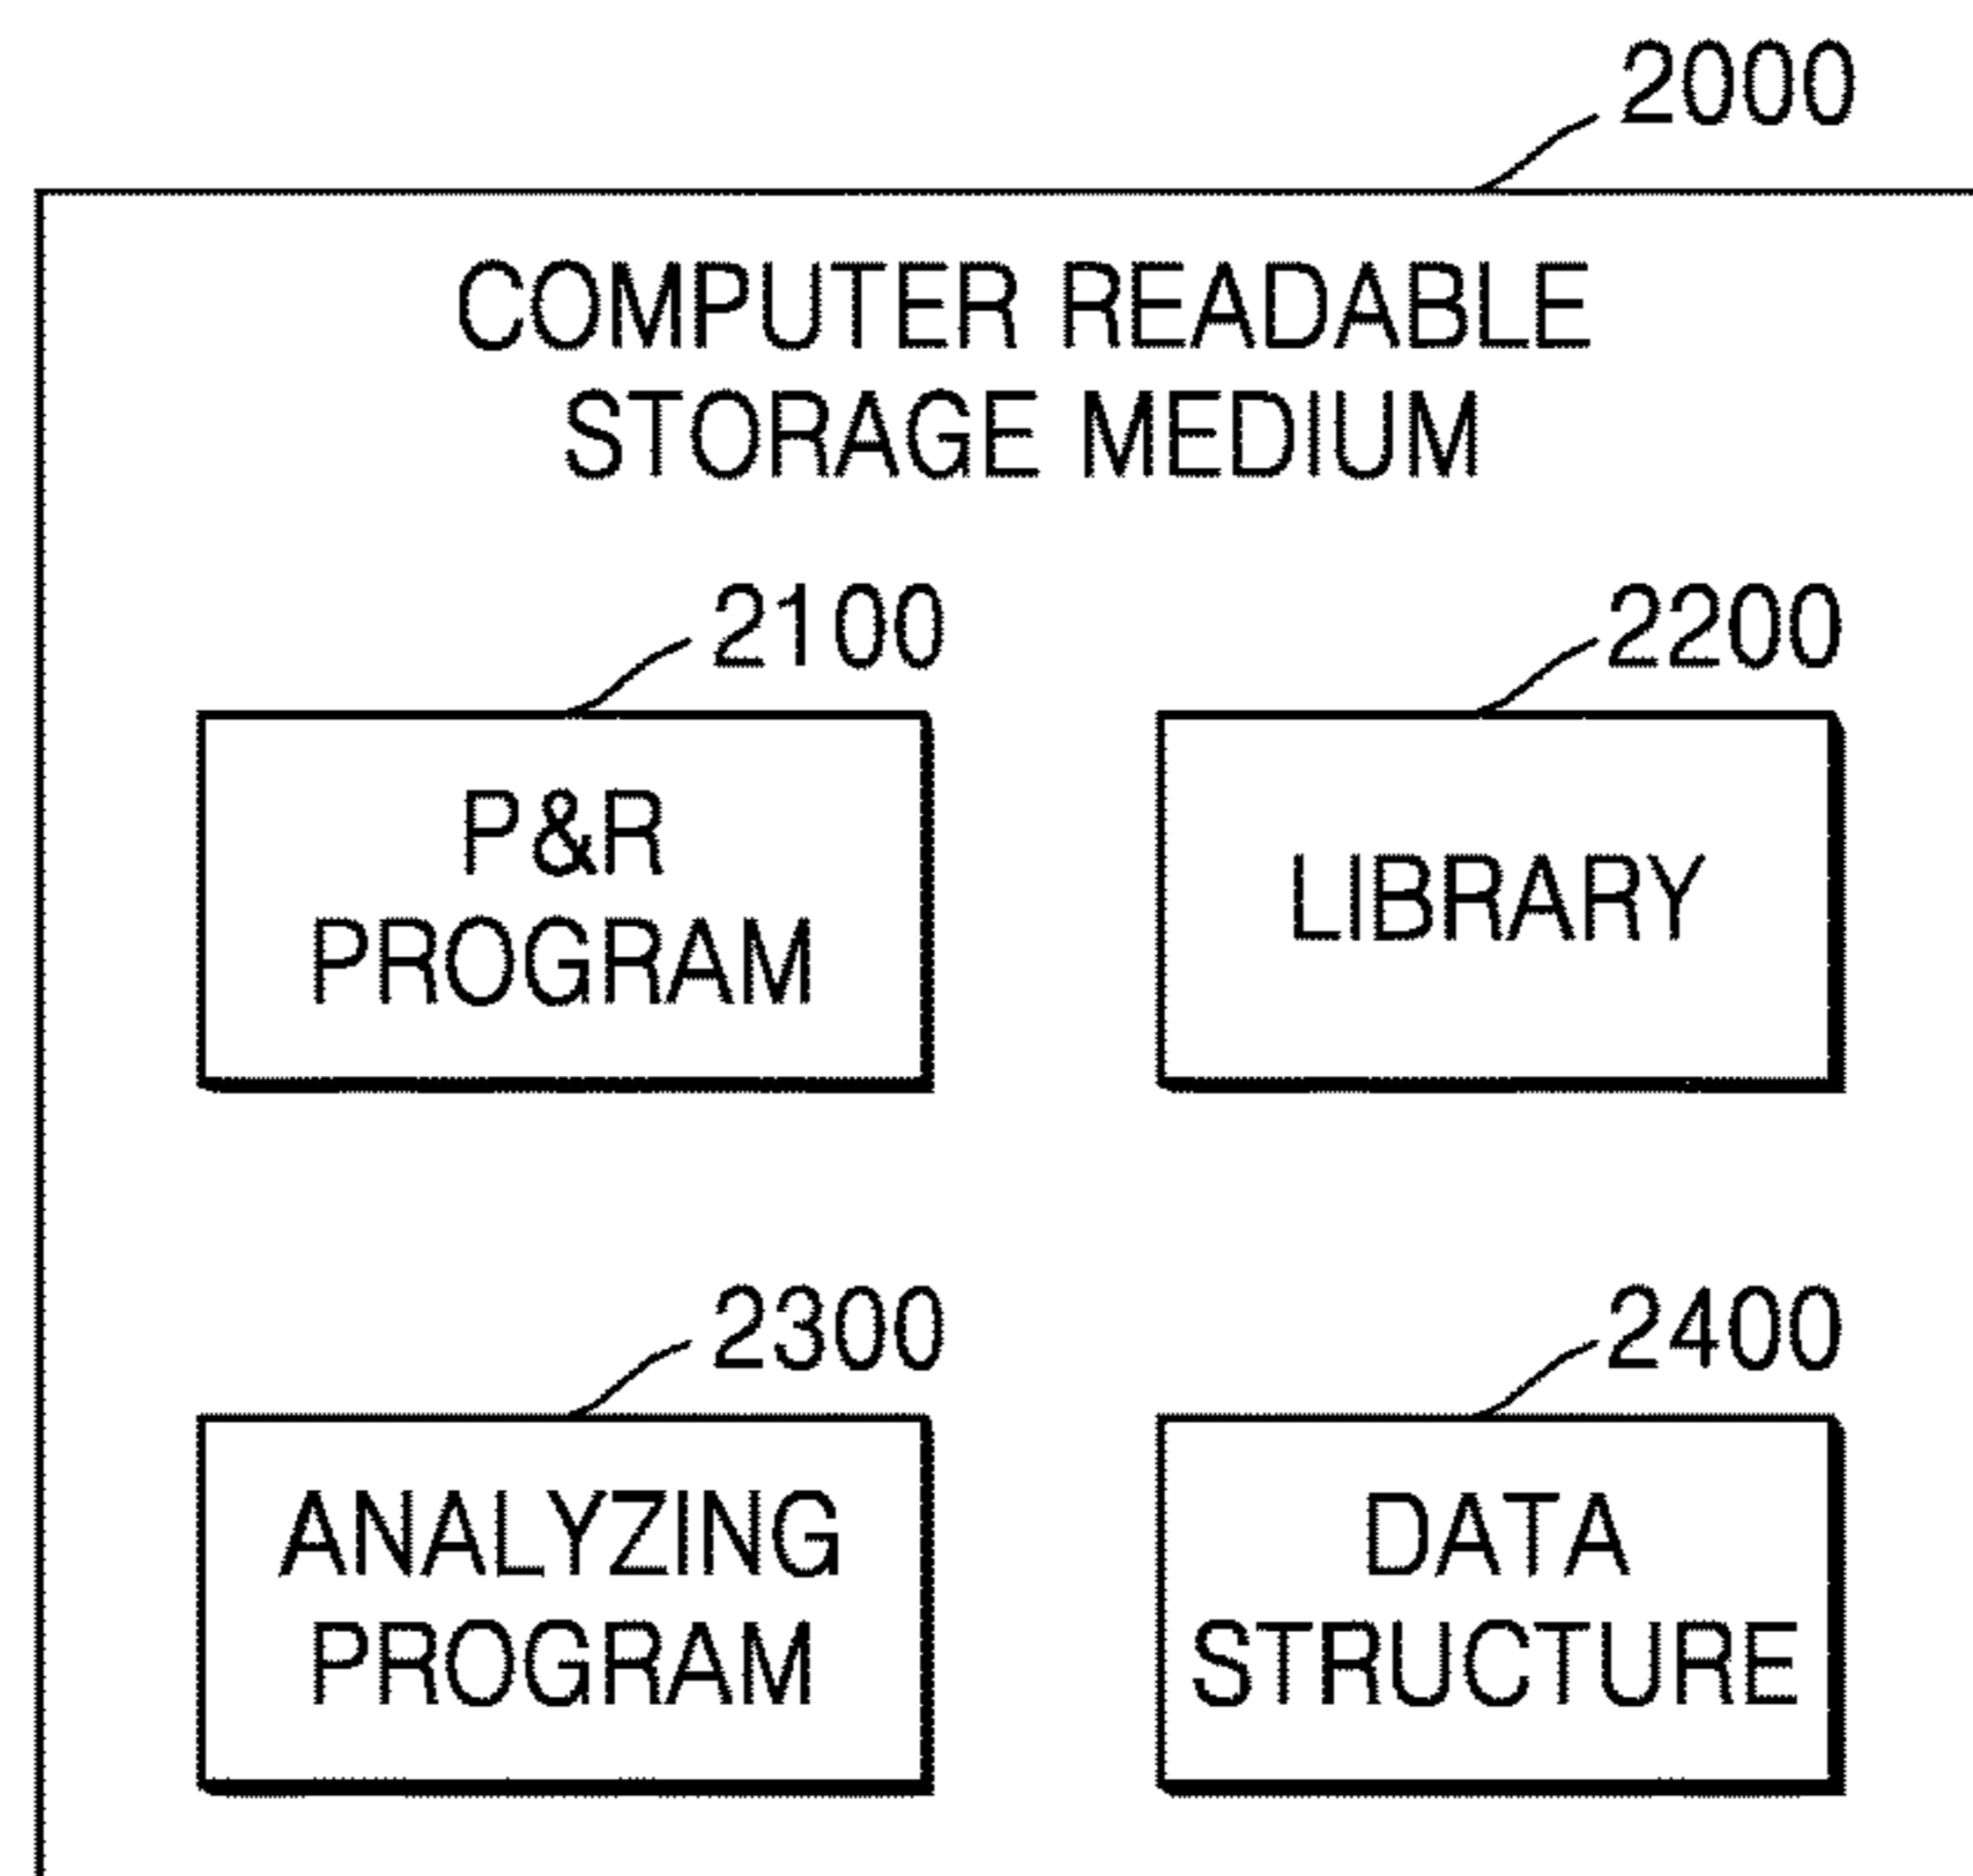 2000
COMPUTER READABLE
STORAGE MEDIUM
2100
P&R
PROGRAM
2200
LIBRARY
2300
ANALYZING
PROGRAM
2400
DATA
STRUCTURE